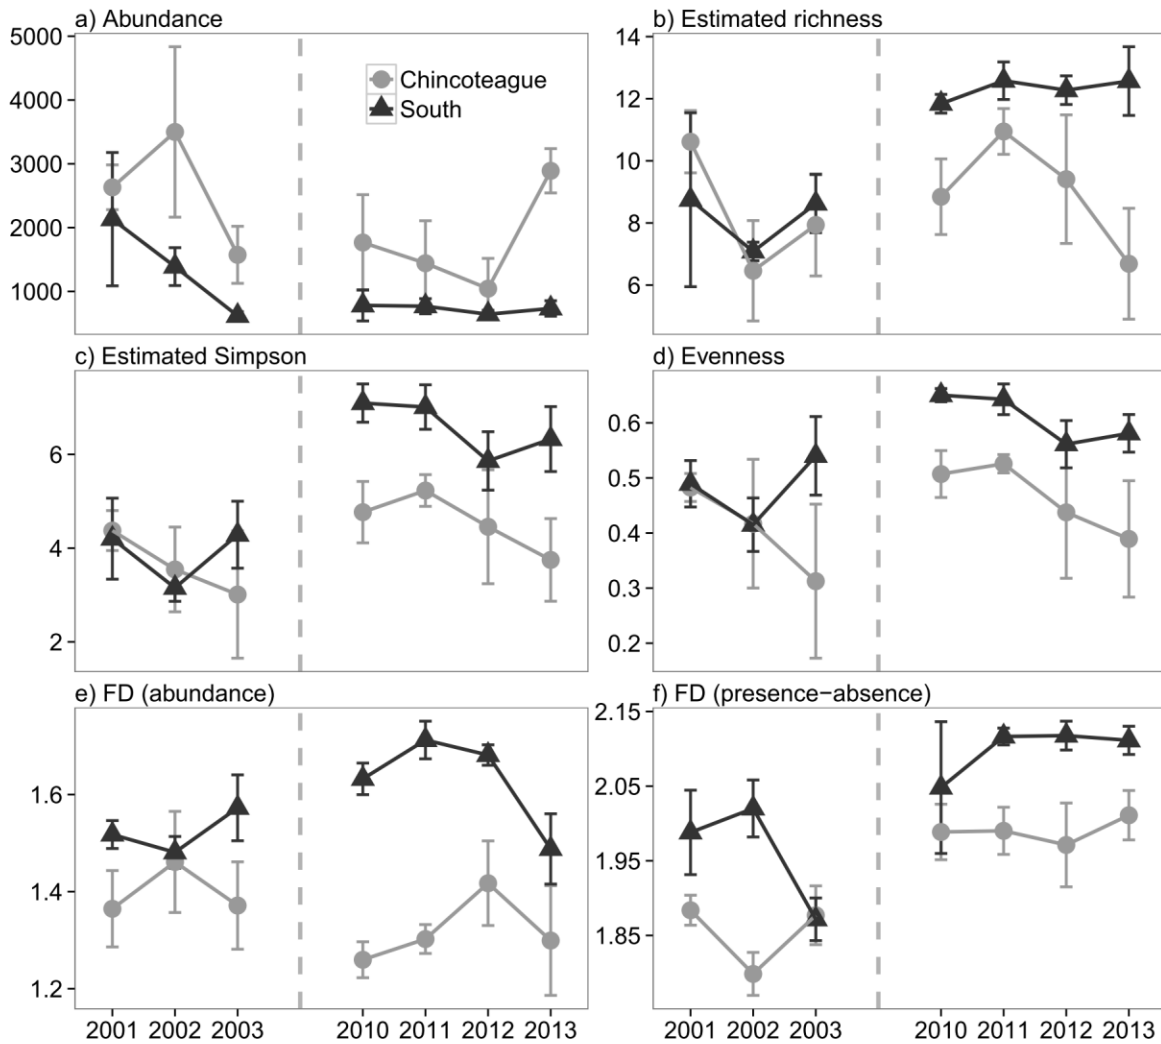 a) Abundance
5000
4000
3000
2000
1000
Chincoteague
South
b) Estimated richness
14
12
10
8
6
c) Estimated Simpson
6
4
2
d) Evenness
0.6
0.5
0.4
0.3
0.2
e) FD (abundance)
1.6
1.4
1.2
2001 2002 2003 2010 2011 2012 2013
f) FD (presence−absence)
2.15
2.05
1.95
1.85
2001 2002 2003 2010 2011 2012 2013